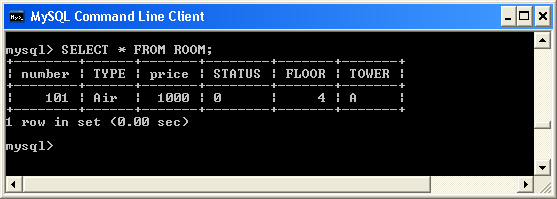 MySQL Command Line Client
mysql> SELECT * FROM ROOM;
+--------+------+-------+--------+-------+-------+
| number | TYPE | price | STATUS | FLOOR | TOWER |
+--------+------+-------+--------+-------+-------+
| 101 | Air | 1000 | 0 | 4 | A |
+--------+------+-------+--------+-------+-------+
1 row in set (0.00 sec)
mysql>